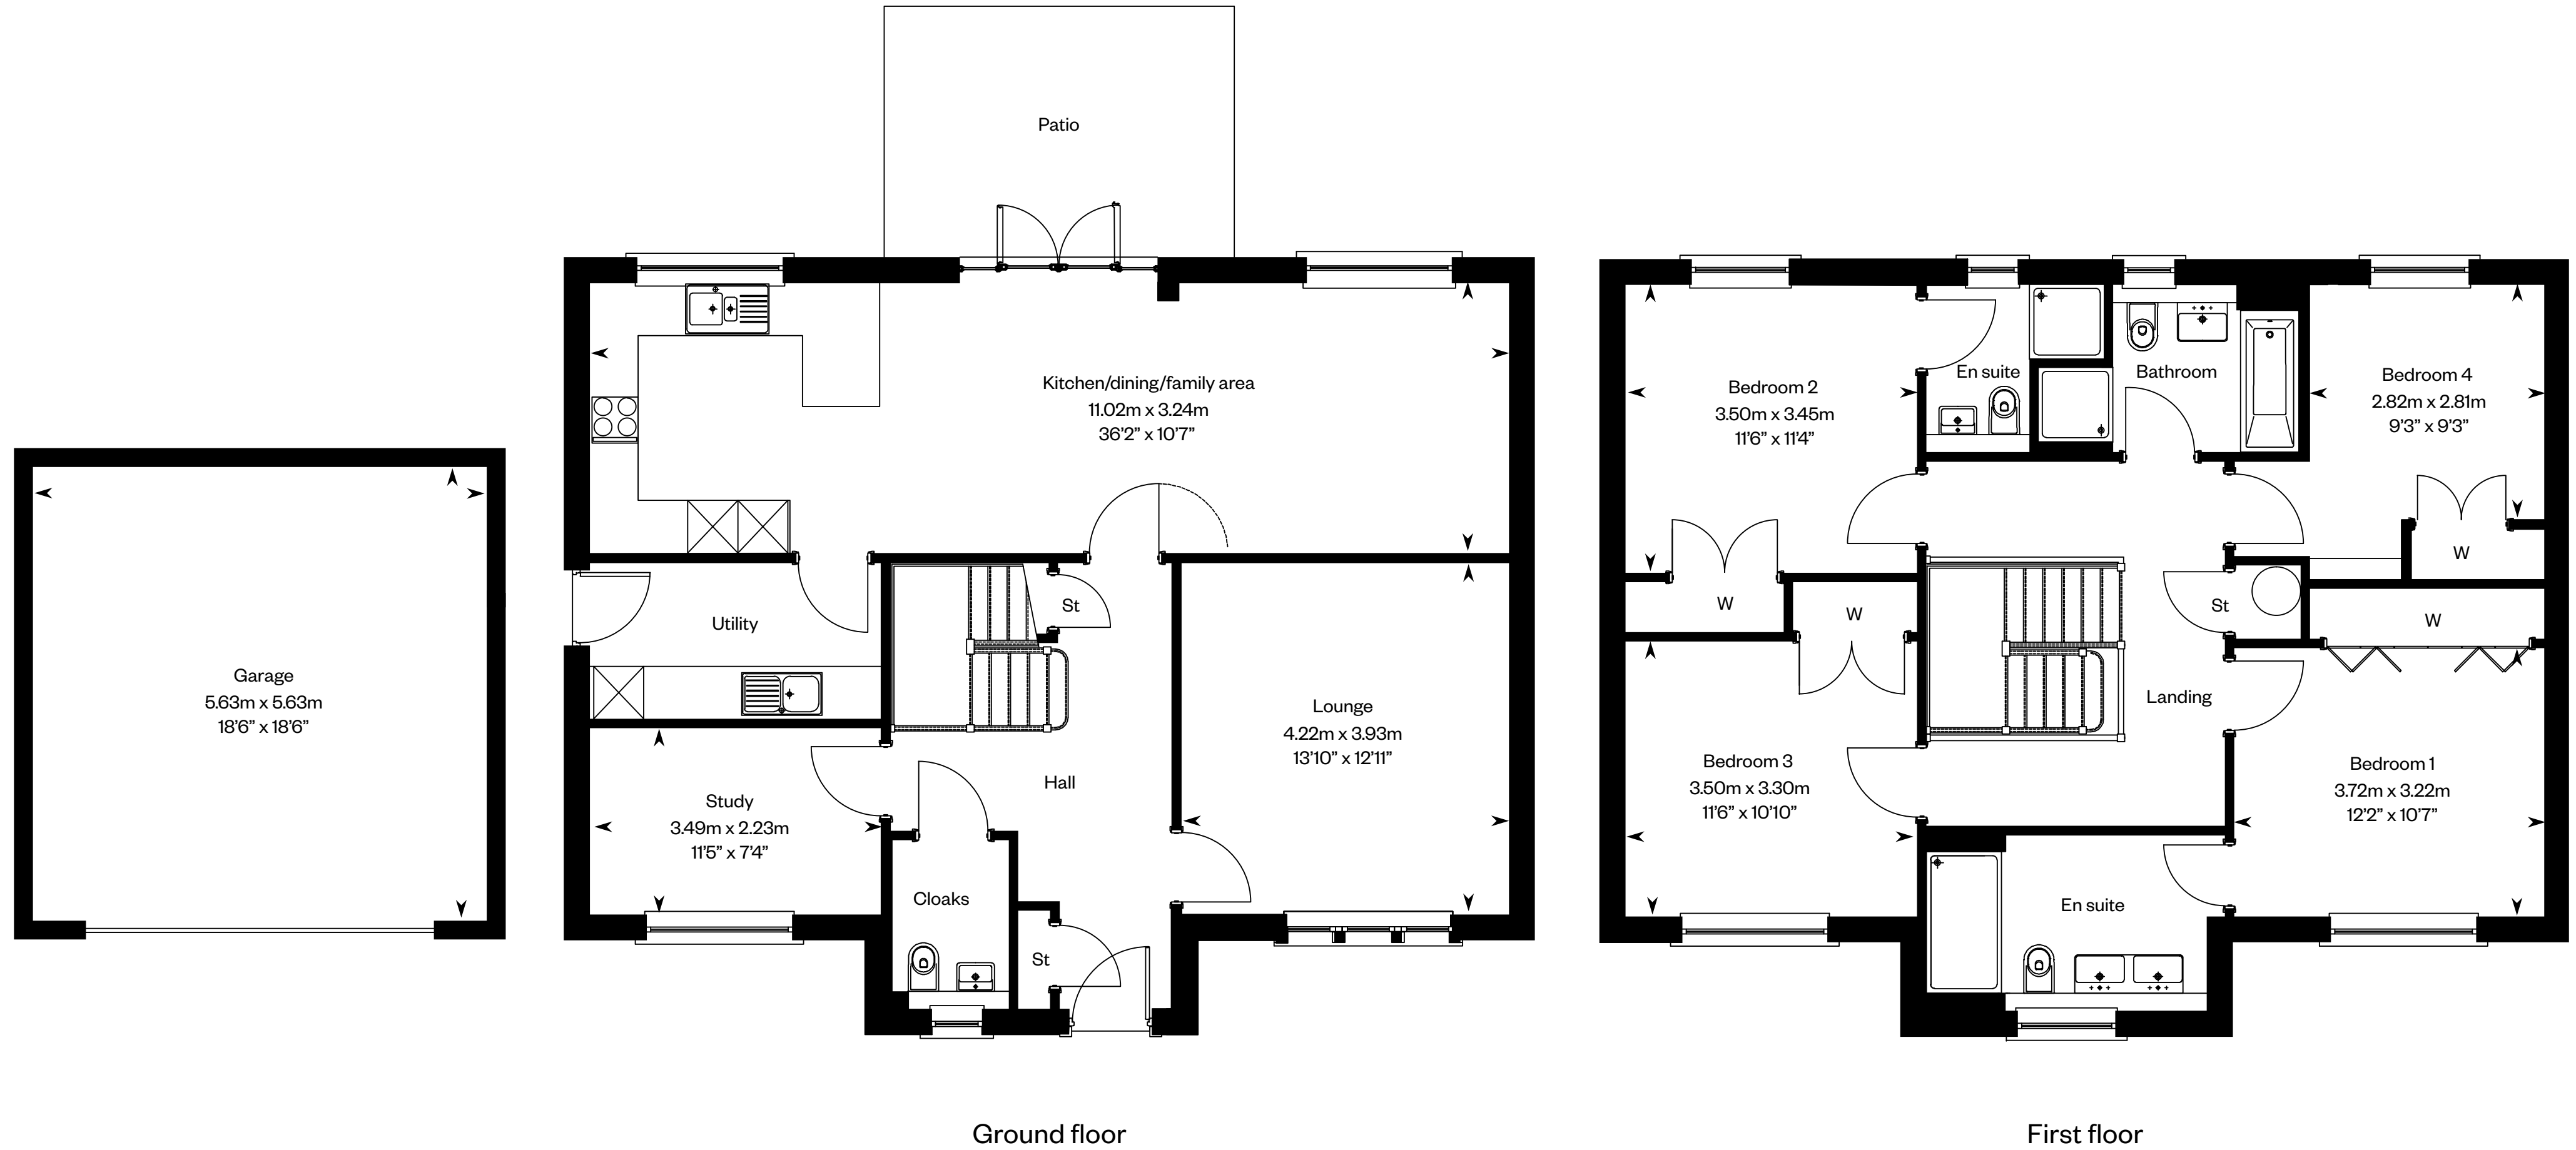 Patio
Kitchen/dining/family area
11.02m x 3.24m
36’2” x 10’7”
Garage
5.63m x 5.63m
18’6” x 18’6”
Utility
St
Lounge
4.22m x 3.93m
13’10” x 12’11”
Hall
Study
3.49m x 2.23m
11’5” x 7’4”
Cloaks
St
Ground floor
Bedroom 2
3.50m x 3.45m
11’6” x 11’4”
En suite
Bathroom
Bedroom 4
2.82m x 2.81m
9’3” x 9’3”
W
W
W
St
W
Landing
Bedroom 3
3.50m x 3.30m
11’6” x 10’10”
Bedroom 1
3.72m x 3.22m
12’2” x 10’7”
En suite
First floor